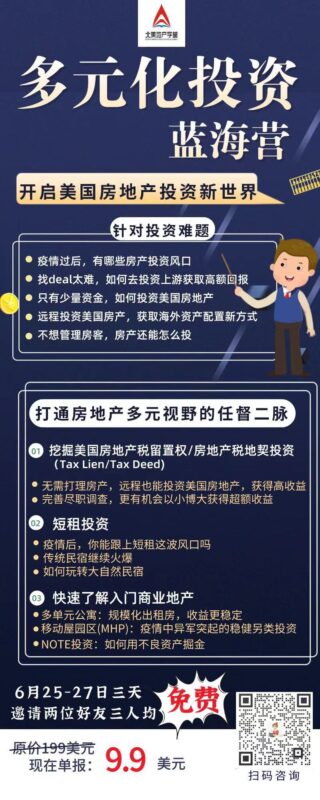 北美地产学堂
多元化投资
蓝海营
开启美国房地产投资新世界
针对投资难题
疫情过后，有哪些房产投资风口
找deal太难，如何去投资上游获取高额回报
只有少量资金，如何投资美国房地产
远程投资美国房产，获取海外资产配置新方式
不想管理房客，房产还能怎么投
打通房地产多元视野的任督二脉
01 挖掘美国房地产税留置权/房地产税地契投资
（Tax Lien/Tax Deed)
无需打理房产，远程也能投资美国房地产，获得高收益
完善尽职调查，更有机会以小博大获得超额收益
02 短租投资
疫情后，你能跟上短租这波风口吗
传统民宿继续火爆
如何玩转大自然民宿
03 快速了解入门商业地产
多单元公寓：规模化出租房，收益更稳定
移动屋园区(MHP)：疫情中异军突起的稳健另类投资
NOTE投资：如何用不良资产掘金
6月25-27日三天
邀请两位好友三人均
免费
原价199美元
现在单报：9.9 美元
扫码咨询